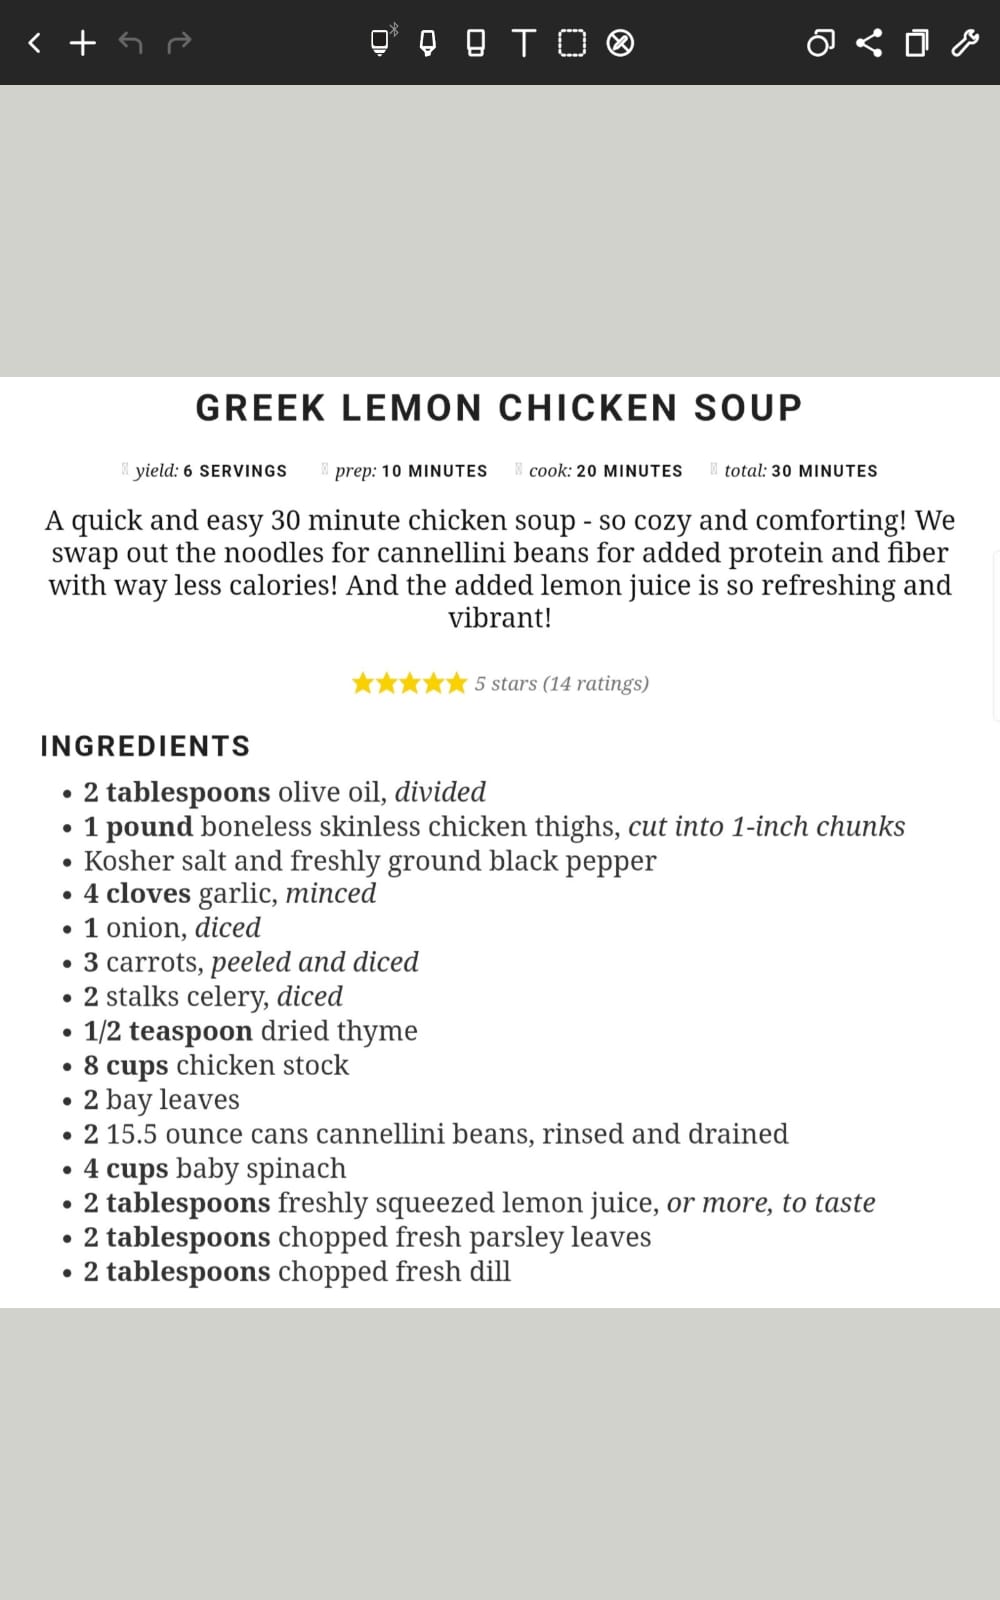 GREEK LEMON CHICKEN SOUP
yield: 6 SERVINGS prep: 10 MINUTES cook: 20 MINUTES total: 30 MINUTES
A quick and easy 30 minute chicken soup - so cozy and comforting! We
swap out the noodles for cannellini beans for added protein and fiber
with way less calories! And the added lemon juice is so refreshing and
vibrant!
5 stars (14 ratings)
INGREDIENTS
• 2 tablespoons olive oil, divided
• 1 pound boneless skinless chicken thighs, cut into 1-inch chunks
• Kosher salt and freshly ground black pepper
• 4 cloves garlic, minced
• 1 onion, diced
• 3 carrots, peeled and diced
• 2 stalks celery, diced
• 1/2 teaspoon dried thyme
• 8 cups chicken stock
• 2 bay leaves
• 2 15.5 ounce cans cannellini beans, rinsed and drained
• 4 cups baby spinach
• 2 tablespoons freshly squeezed lemon juice, or more, to taste
• 2 tablespoons chopped fresh parsley leaves
• 2 tablespoons chopped fresh dill